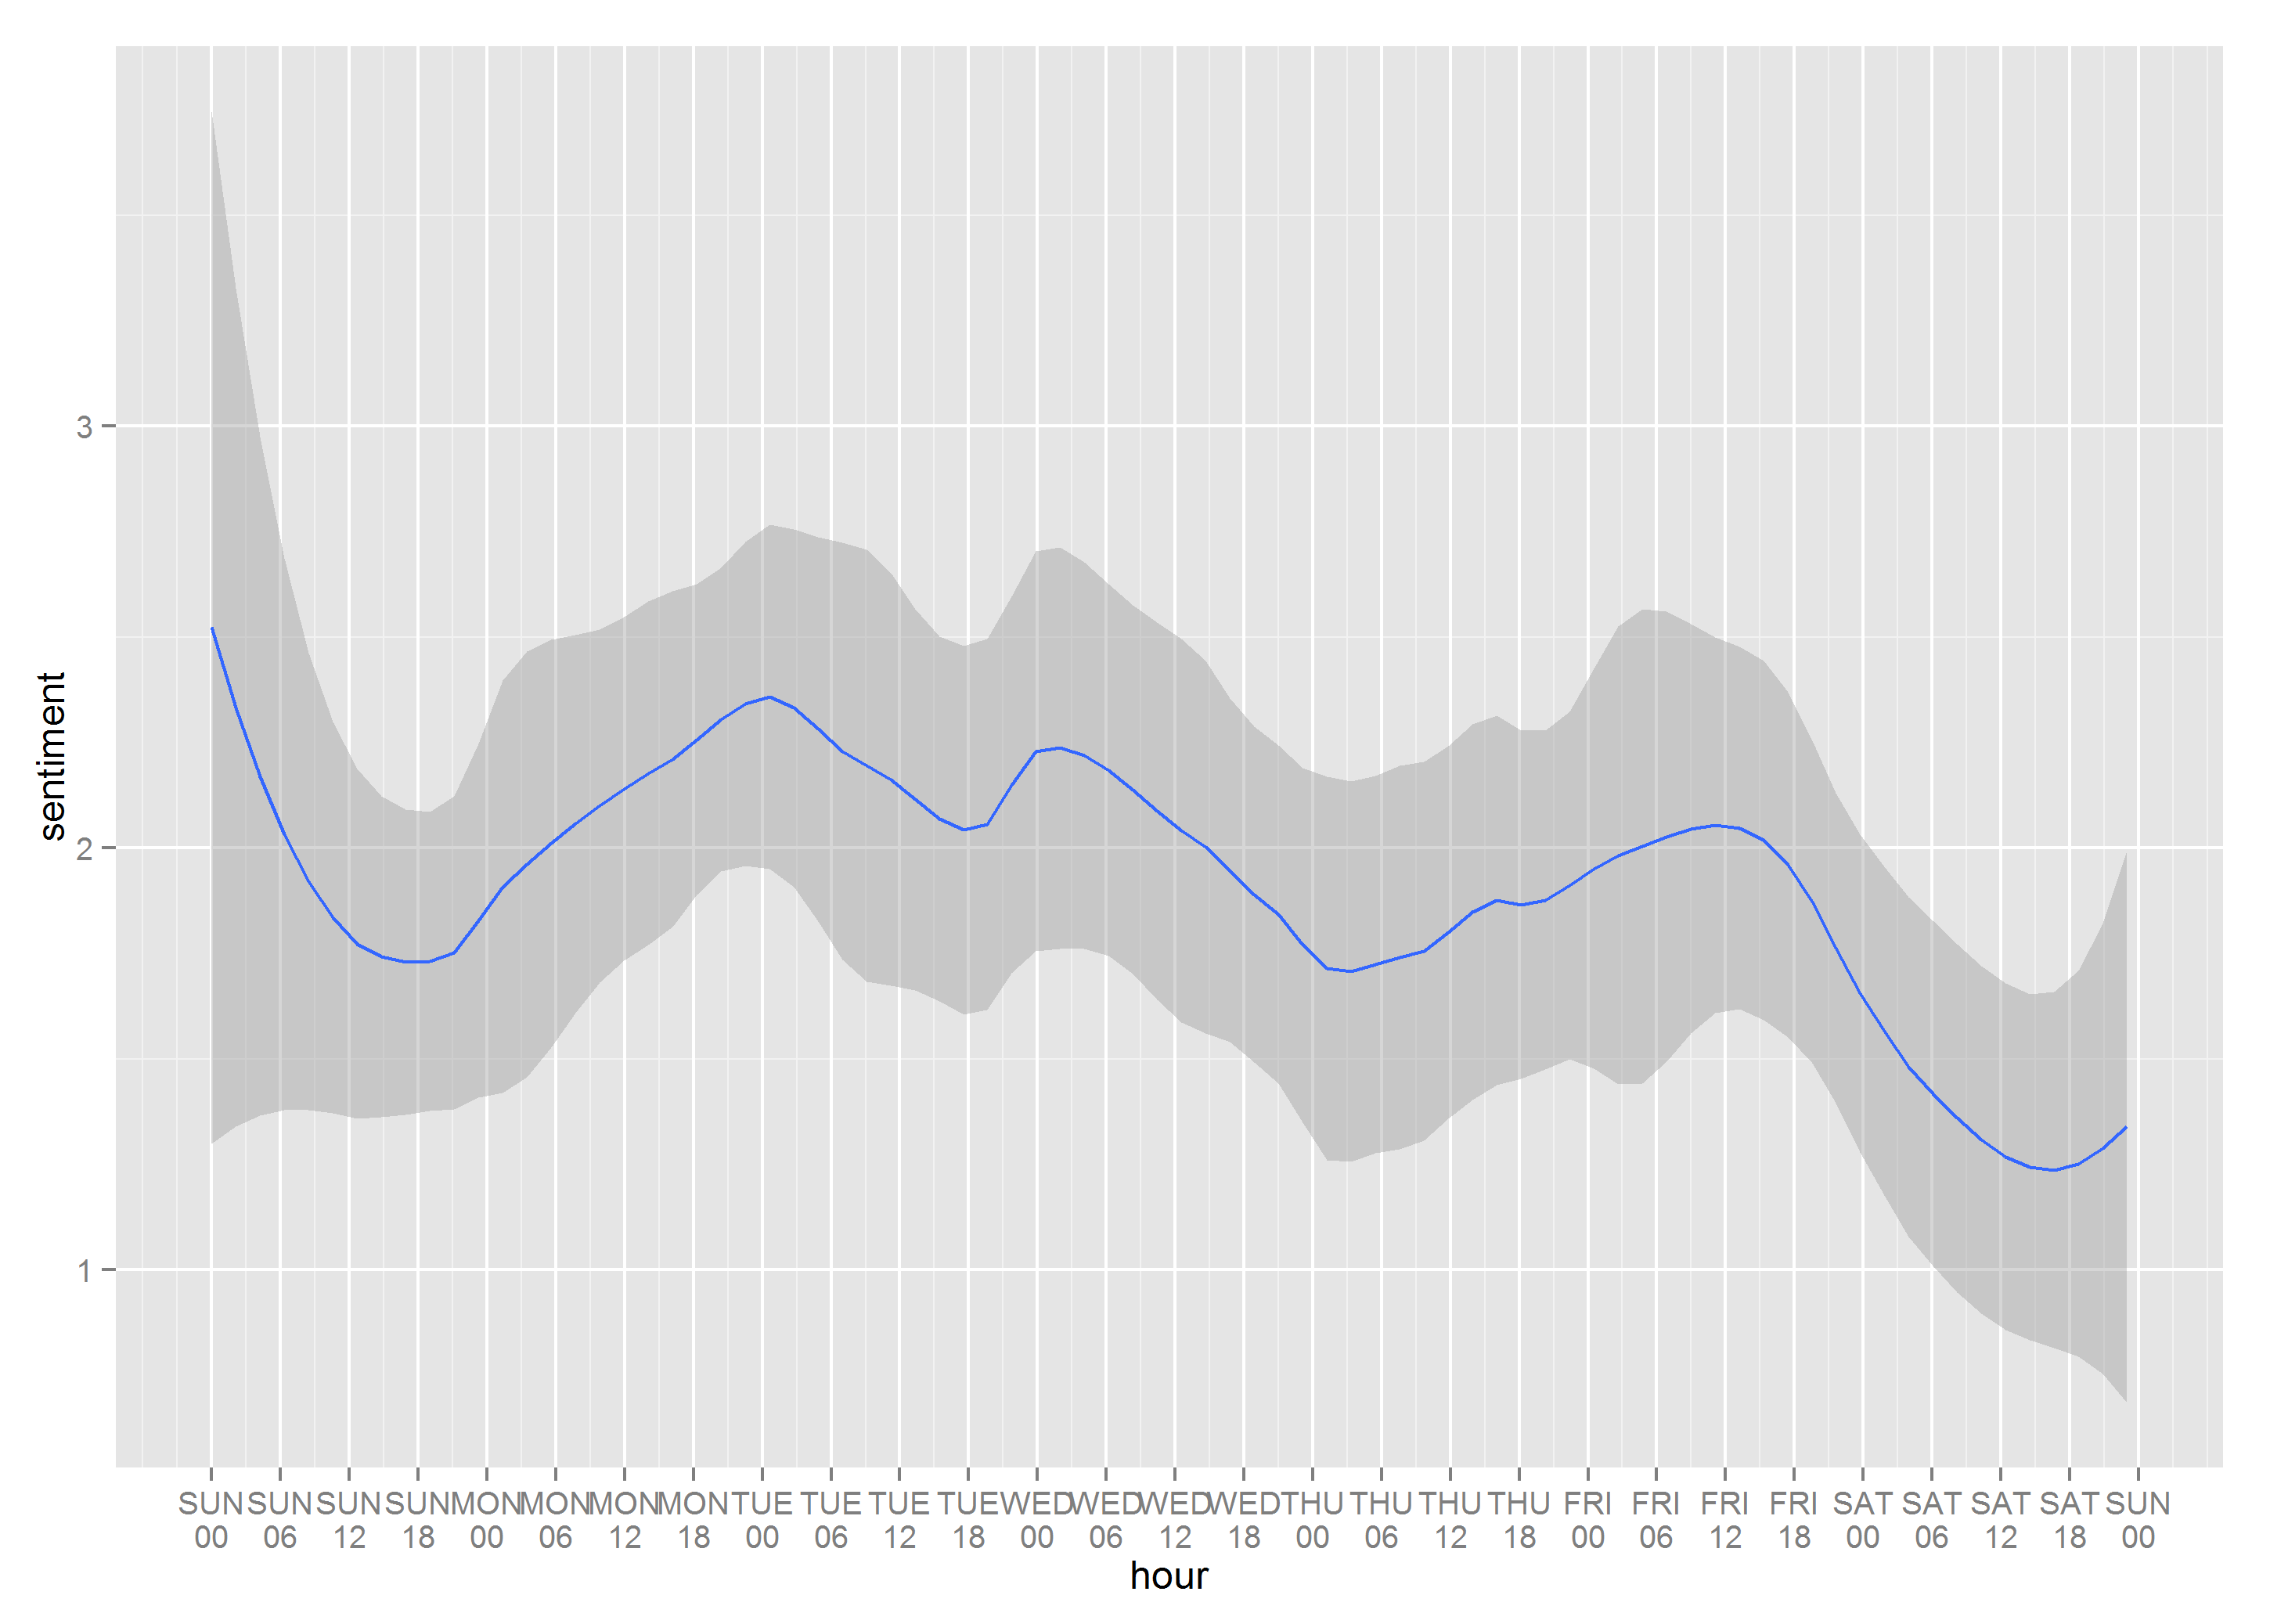 3
2
1
sentiment
SUN SUN SUN SUN MON MON MON MON TUE TUE TUE TUE WED WED WED WED THU THU THU THU FRI FRI FRI FRI SAT SAT SAT SAT SUN
00 06 12 18 00 06 12 18 00 06 12 18 00 06 12 18 00 06 12 18 00 06 12 18 00 06 12 18 00
hour